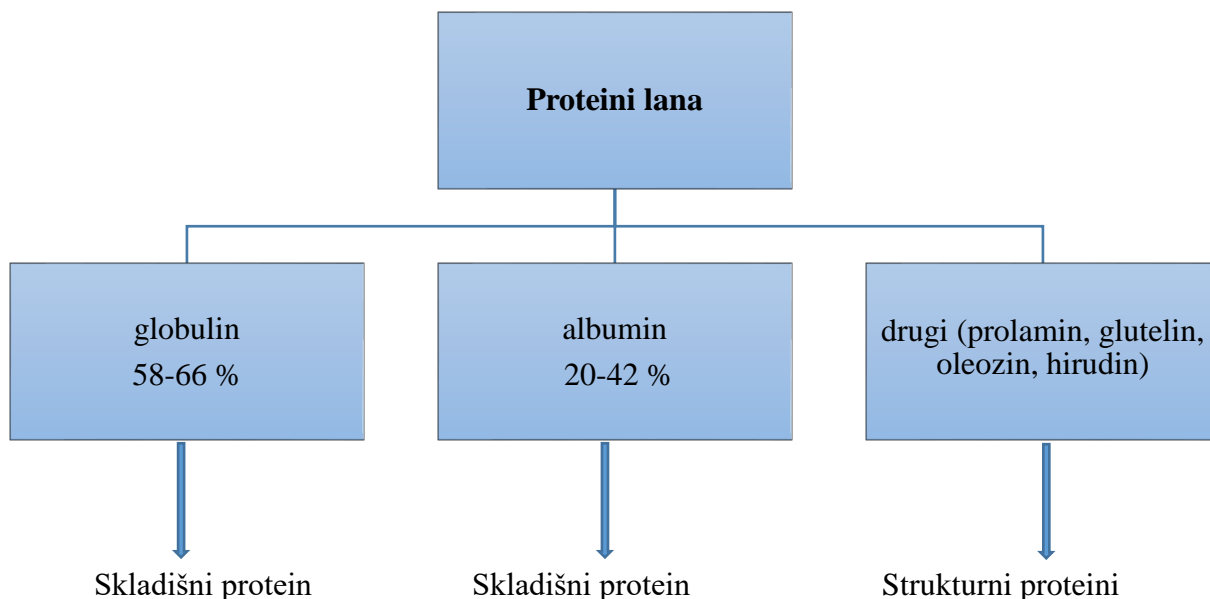 Proteini lana
globulin
58-66 %
albumin
20-42 %
drugi (prolamin, glutelin,
oleozin, hirudin)
Skladišni protein
Skladišni protein
Strukturni proteini